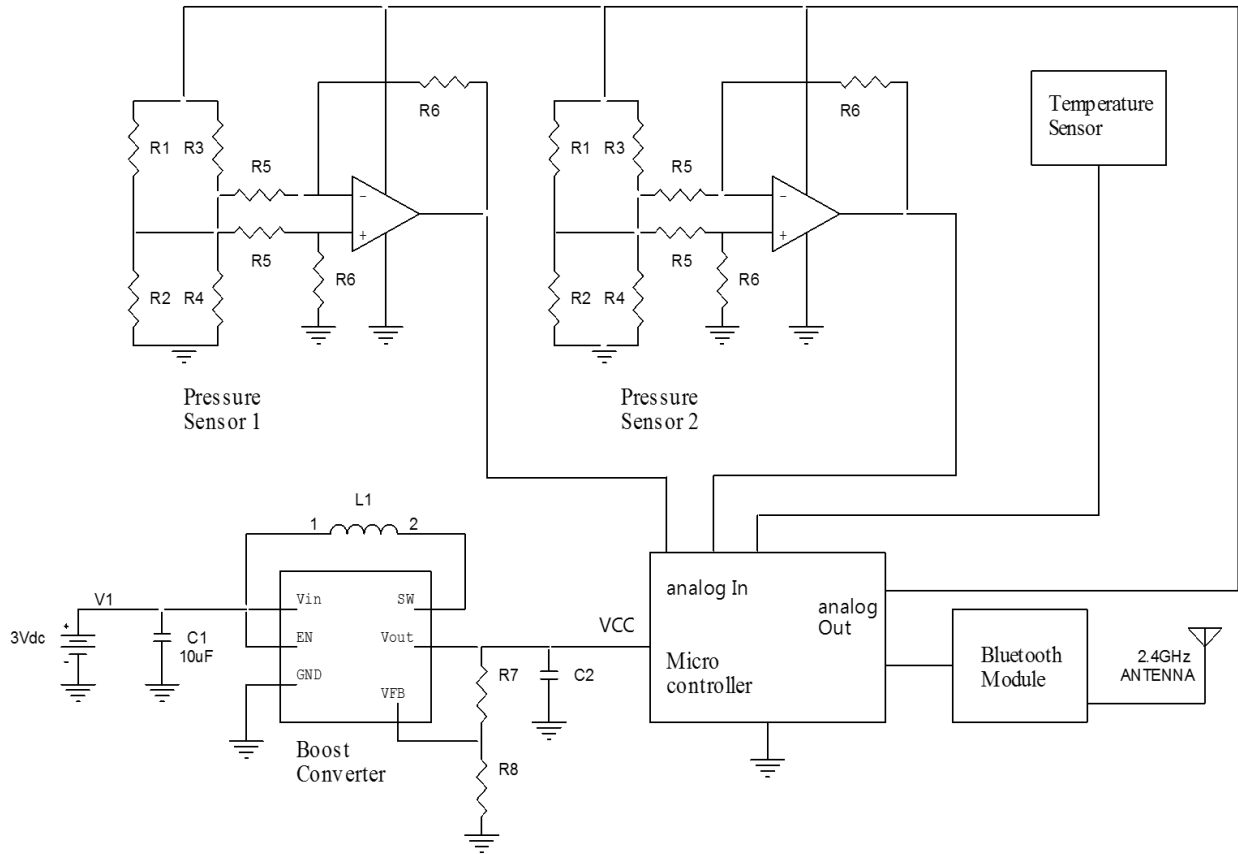 R6
R6
R1
R3
R5
-
+
R5
R6
R2
R4
R1
R3
R5
-
+
R5
R6
R2
R4
Temperature
Sensor
Pressure
Sensor 1
Pressure
Sensor 2
L1
1
2
V1
3Vdc
+
-
C1
10uF
Vin
SW
EN
Vout
GND
VFB
Boost
Converter
R7
R8
C2
VCC
analog In
analog
Out
Micro
controller
Bluetooth
Module
2.4GHz
ANTENNA